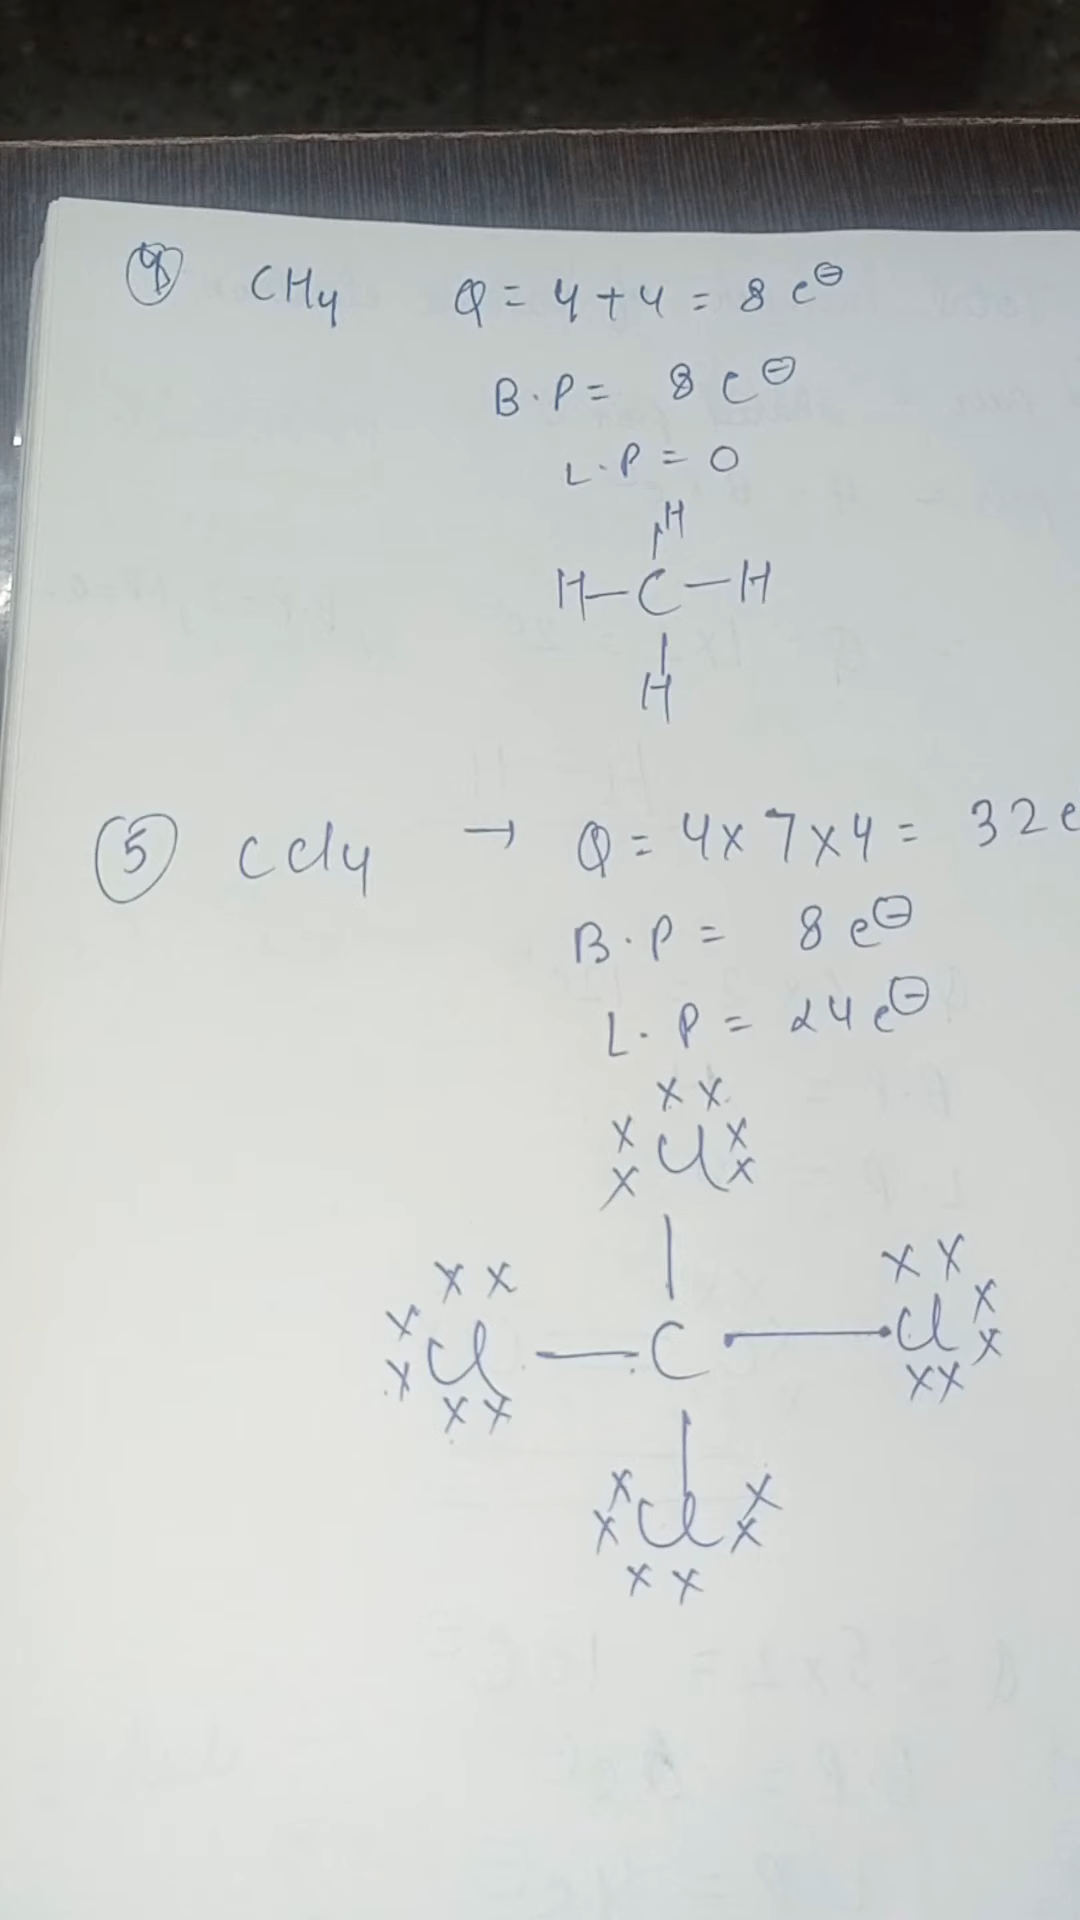 ④ CH4 Q = 4 + 4 = 8 e⊖
B.P = 8 e⊖
L.P = 0
H
H — C — H
H
⑤ CCl4 → Q = 4 x 7 x 4 = 32 e
B.P = 8 e⊖
L.P = 24 e⊖
x x
x Cl x
x x
x x x x
x Cl — C — Cl x
x x
x x x x
x x
x Cl x
x x